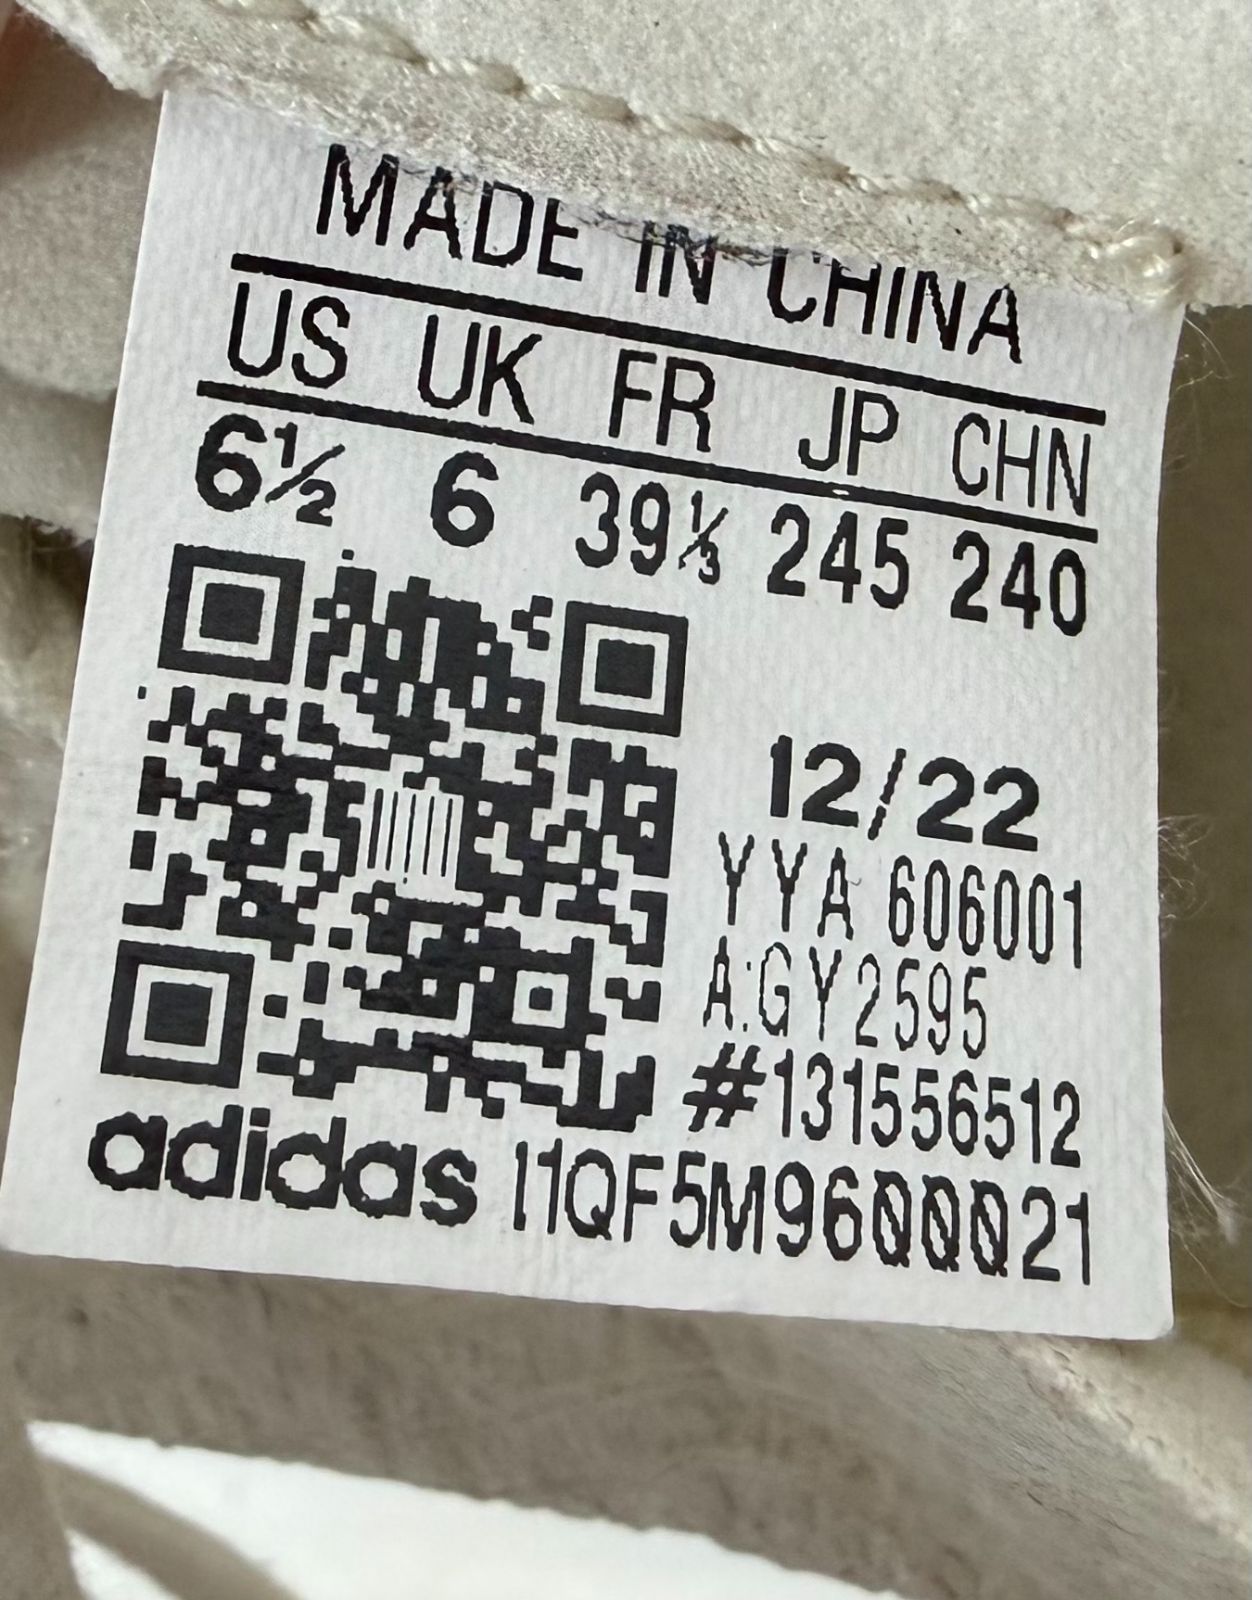 MADE IN CHINA
US UK FR JP CHN
6½ 6 39⅓ 245 240
12/22
YYA 606001
A:GY2595
#131556512
adidas I1QF5M9600021